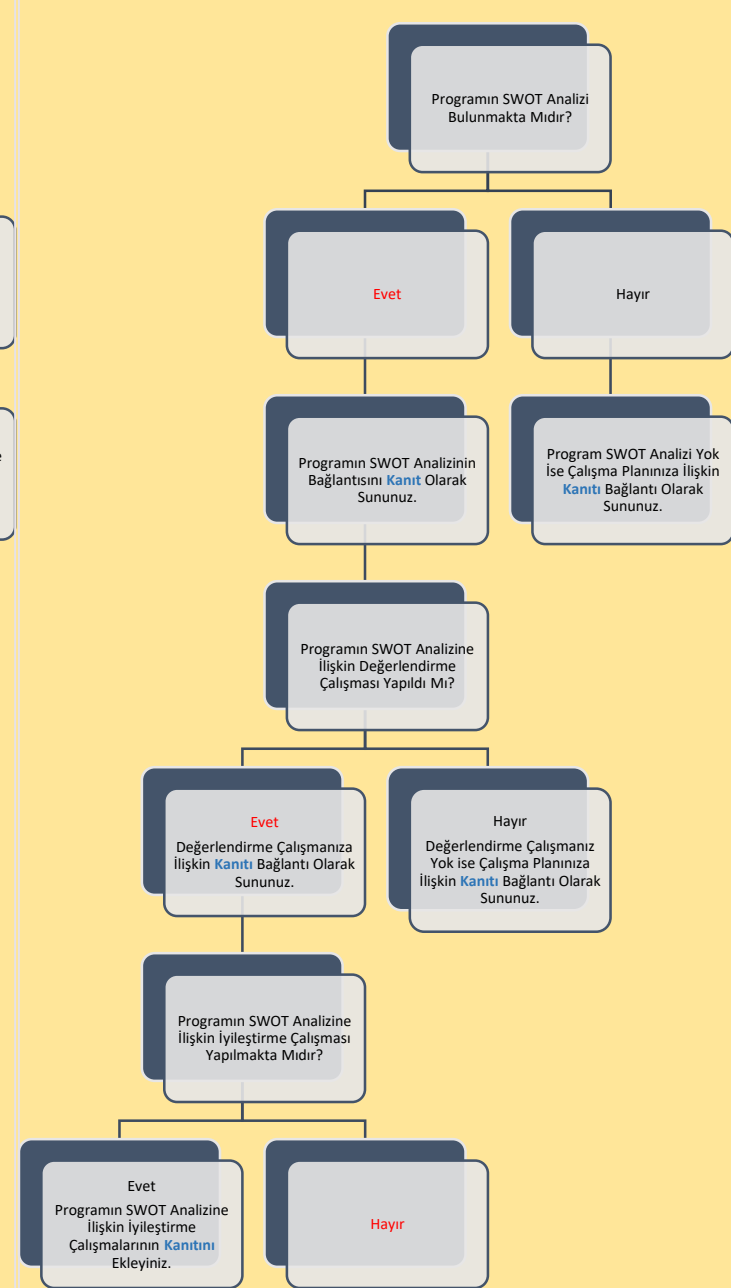 Programın SWOT Analizi
Bulunmakta Mıdır?
Evet
Hayır
Programın SWOT Analizinin
Bağlantısını Kanıt Olarak
Sununuz.
Program SWOT Analizi Yok
İse Çalışma Planınıza İlişkin
Kanıtı Bağlantı Olarak
Sununuz.
Programın SWOT Analizine
İlişkin Değerlendirme
Çalışması Yapıldı Mı?
Evet
Değerlendirme Çalışmanıza
İlişkin Kanıtı Bağlantı Olarak
Sununuz.
Hayır
Değerlendirme Çalışmanız
Yok ise Çalışma Planınıza
İlişkin Kanıtı Bağlantı Olarak
Sununuz.
Programın SWOT Analizine
İlişkin İyileştirme Çalışması
Yapılmakta Mıdır?
Evet
Programın SWOT Analizine
İlişkin İyileştirme
Çalışmalarının Kanıtını
Ekleyiniz.
Hayır